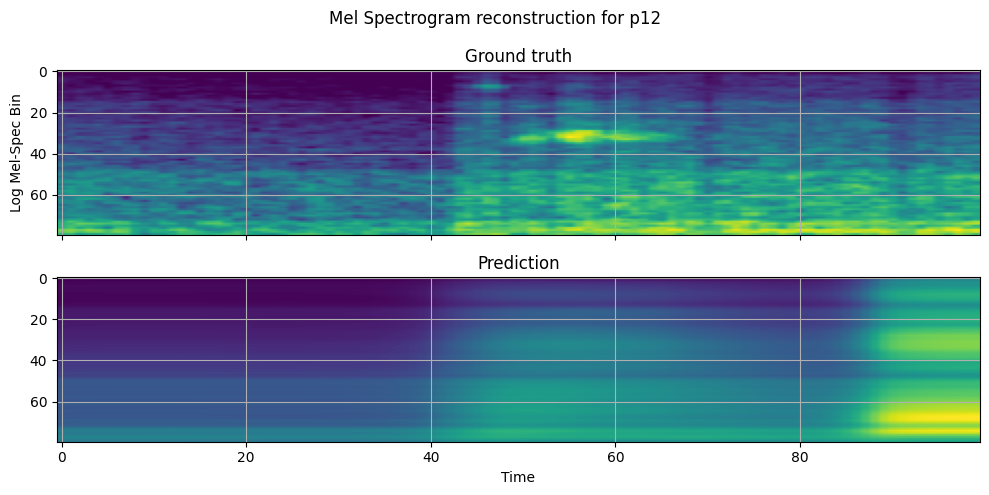 Mel Spectrogram reconstruction for p12
Ground truth
0
20
40
60
Log Mel-Spec Bin
Prediction
0
20
40
60
0 20 40 60 80
Time